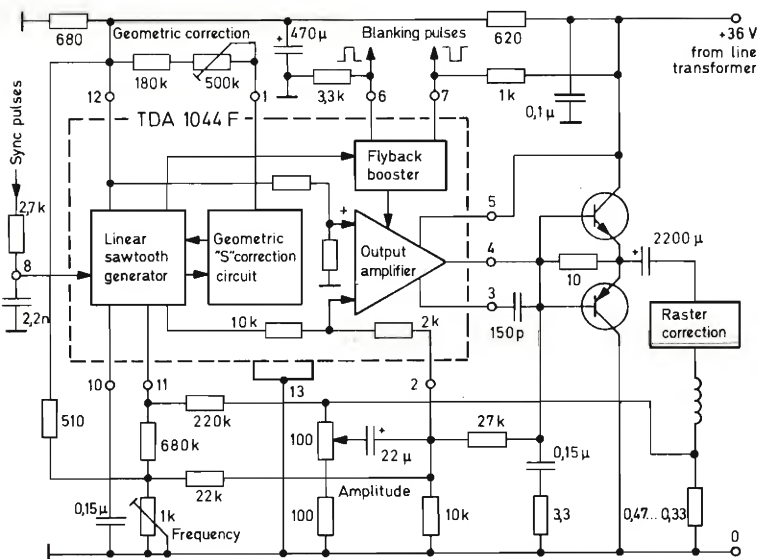 680
Geometric correction
470µ
+
620
Blanking pulses
+36 V
from line
transformer
180k
500k
3,3k
1k
0,1µ
12
1
6
7
Sync pulses
TDA 1044 F
Flyback
booster
5
2,7k
8
Linear
sawtooth
generator
Geometric
"S" correction
circuit
+
Output
amplifier
4
10
+
2200 µ
3
150p
2,2n
10k
2k
Raster
correction
10
11
13
2
510
220k
680k
100
+
22 µ
27k
22k
Amplitude
0,15µ
0,15µ
1k
Frequency
100
10k
3,3
0,47...0,33
0